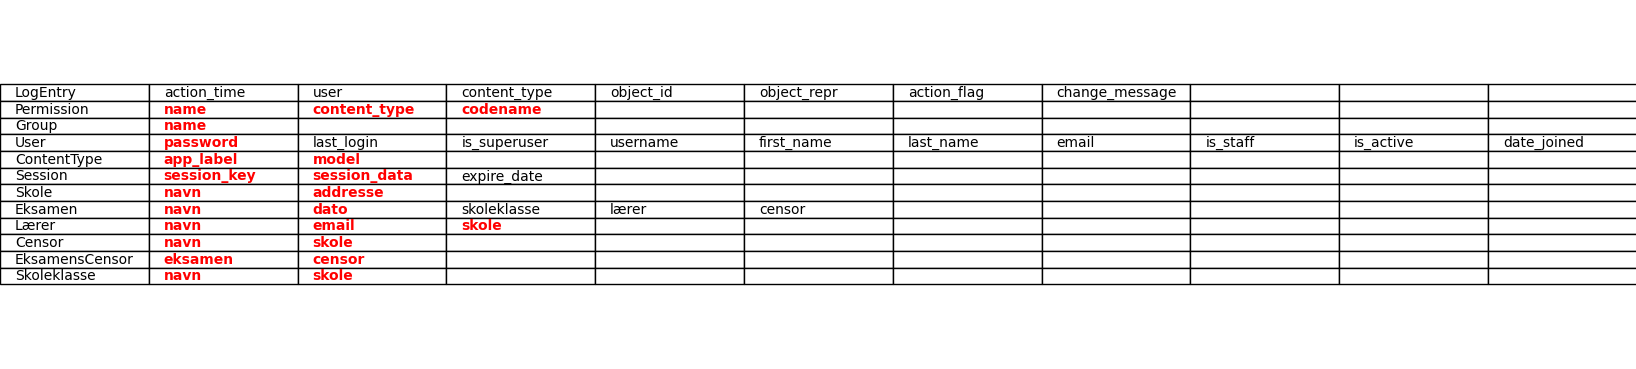 LogEntry action_time user content_type object_id object_repr action_flag change_message
Permission name content_type codename
Group name
User password last_login is_superuser username first_name last_name email is_staff is_active date_joined
ContentType app_label model
Session session_key session_data expire_date
Skole navn addresse
Eksamen navn dato skoleklasse lærer censor
Lærer navn email skole
Censor navn skole
EksamensCensor eksamen censor
Skoleklasse navn skole